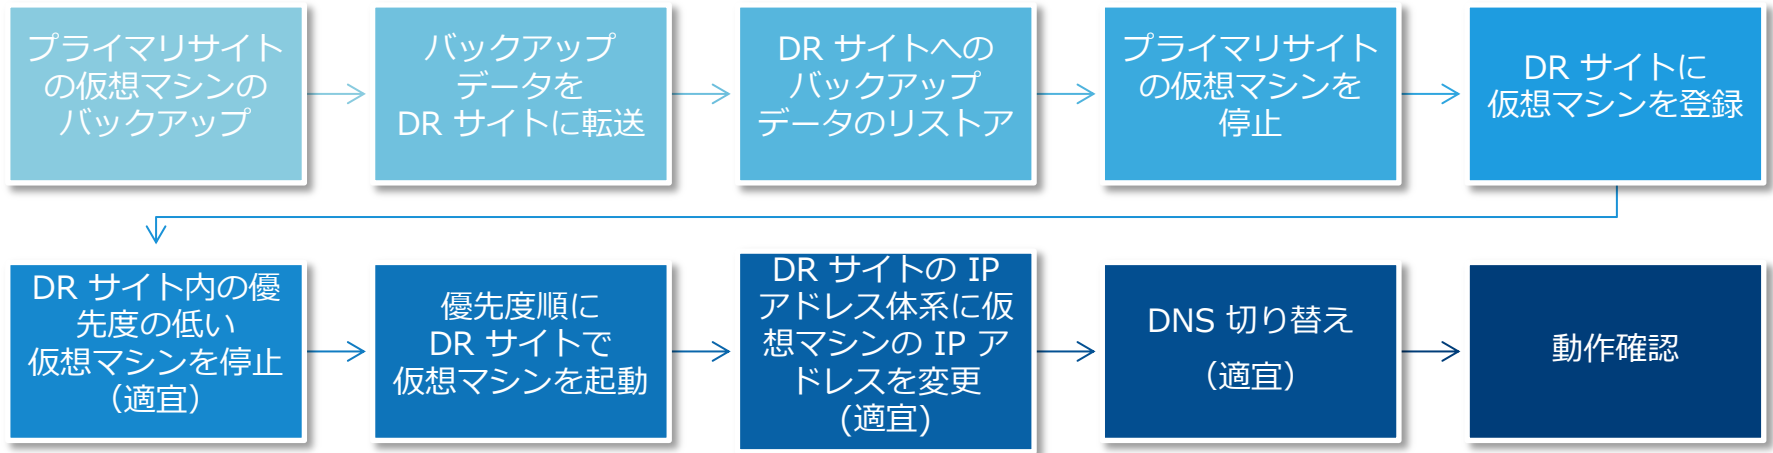 プライマリサイト
の仮想マシンの
バックアップ
バックアップ
データを
DR サイトに転送
DR サイトへの
バックアップ
データのリストア
プライマリサイト
の仮想マシンを
停止
DR サイトに
仮想マシンを登録
DR サイト内の優
先度の低い
仮想マシンを停止
（適宜）
優先度順に
DR サイトで
仮想マシンを起動
DR サイトの IP
アドレス体系に仮
想マシンの IP ア
ドレスを変更
(適宜)
DNS 切り替え
（適宜）
動作確認